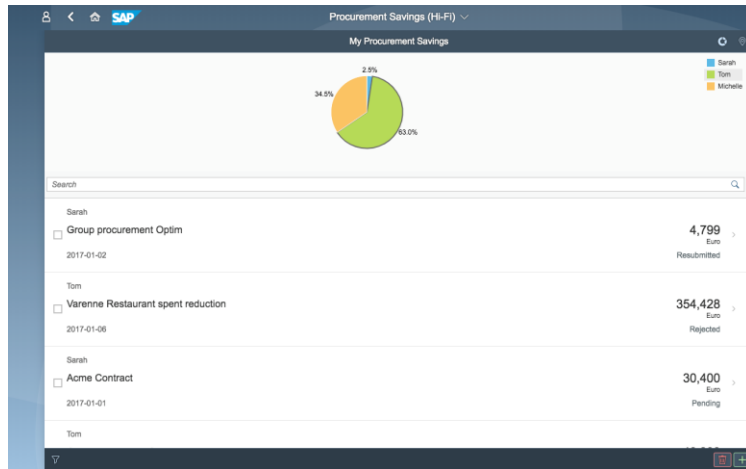 SAP
Procurement Savings (Hi-Fi)
My Procurement Savings
2.5%
34.5%
63.0%
Sarah
Tom
Michelle
Search
Sarah
Group procurement Optim
4,799
Euro
2017-01-02
Resubmitted
Tom
Varenne Restaurant spent reduction
354,428
Euro
2017-01-06
Rejected
Sarah
Acme Contract
30,400
Euro
2017-01-01
Pending
Tom